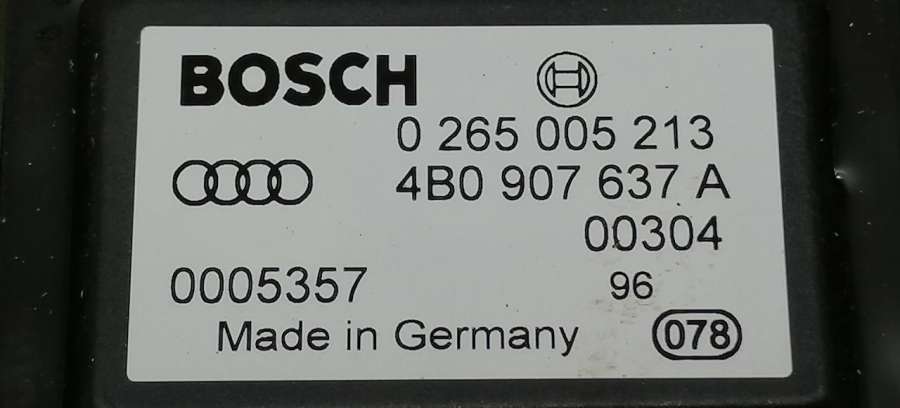 BOSCH
0 265 005 213
4B0 907 637 A
00304
0005357 96
Made in Germany 078